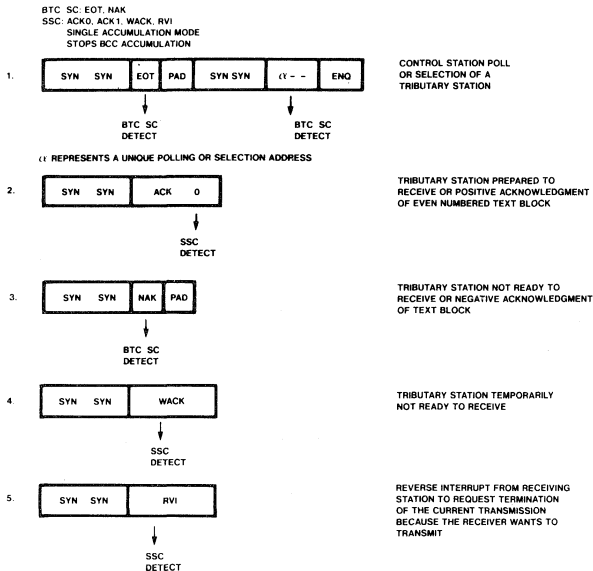 BTC SC: EOT, NAK
SSC: ACK0, ACK1, WACK, RVI
SINGLE ACCUMULATION MODE
STOPS BCC ACCUMULATION
1. SYN SYN EOT PAD SYN SYN α - - ENQ
CONTROL STATION POLL
OR SELECTION OF A
TRIBUTARY STATION
BTC SC
DETECT
BTC SC
DETECT
α REPRESENTS A UNIQUE POLLING OR SELECTION ADDRESS
2. SYN SYN ACK 0
TRIBUTARY STATION PREPARED TO
RECEIVE OR POSITIVE ACKNOWLEDGMENT
OF EVEN NUMBERED TEXT BLOCK
SSC
DETECT
3. SYN SYN NAK PAD
TRIBUTARY STATION NOT READY TO
RECEIVE OR NEGATIVE ACKNOWLEDGMENT
OF TEXT BLOCK
BTC SC
DETECT
4. SYN SYN WACK
TRIBUTARY STATION TEMPORARILY
NOT READY TO RECEIVE
SSC
DETECT
5. SYN SYN RVI
REVERSE INTERRUPT FROM RECEIVING
STATION TO REQUEST TERMINATION
OF THE CURRENT TRANSMISSION
BECAUSE THE RECEIVER WANTS TO
TRANSMIT
SSC
DETECT